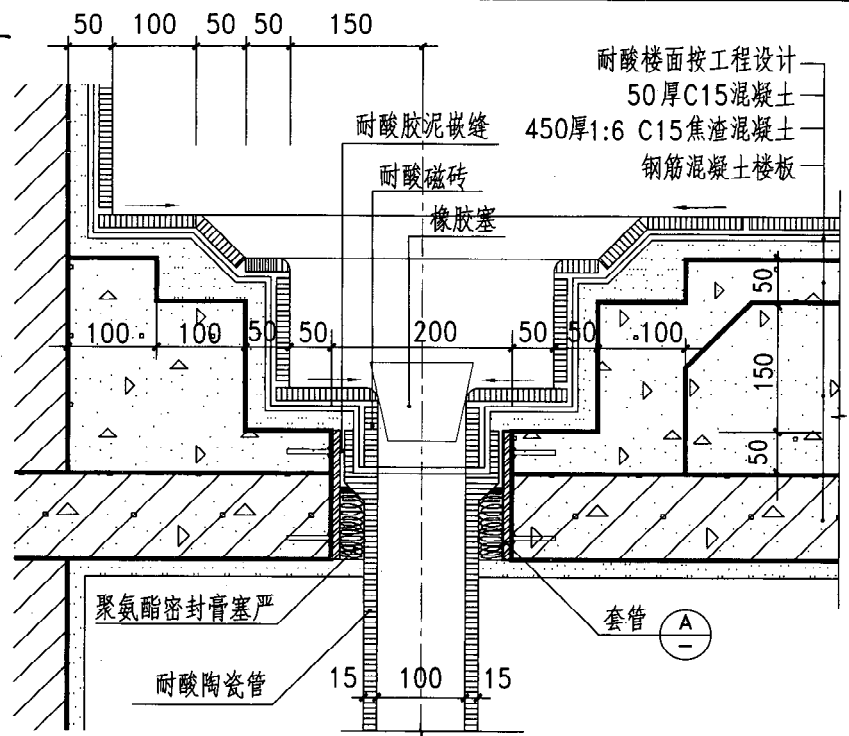 50 100 50 50 150
耐酸楼面按工程设计
50厚C15混凝土
450厚1:6 C15焦渣混凝土
钢筋混凝土楼板
耐酸胶泥嵌缝
耐酸磁砖
橡胶塞
50
100 100 50 50 200 50 50 100
150
50
聚氨酯密封膏塞严
套管 A
–
耐酸陶瓷管
15 100 15